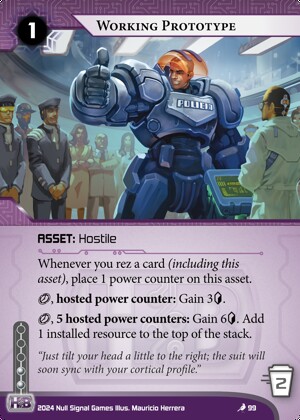 1
WORKING PROTOTYPE
POLICE
ASSET: Hostile
Whenever you rez a card (including this
asset), place 1 power counter on this asset.
, hosted power counter: Gain 3.
, 5 hosted power counters: Gain 6. Add
1 installed resource to the top of the stack.
“Just tilt your head a little to the right; the suit will
soon sync with your cortical profile.”
2
HB
2024 Null Signal Games Illus. Mauricio Herrera
99